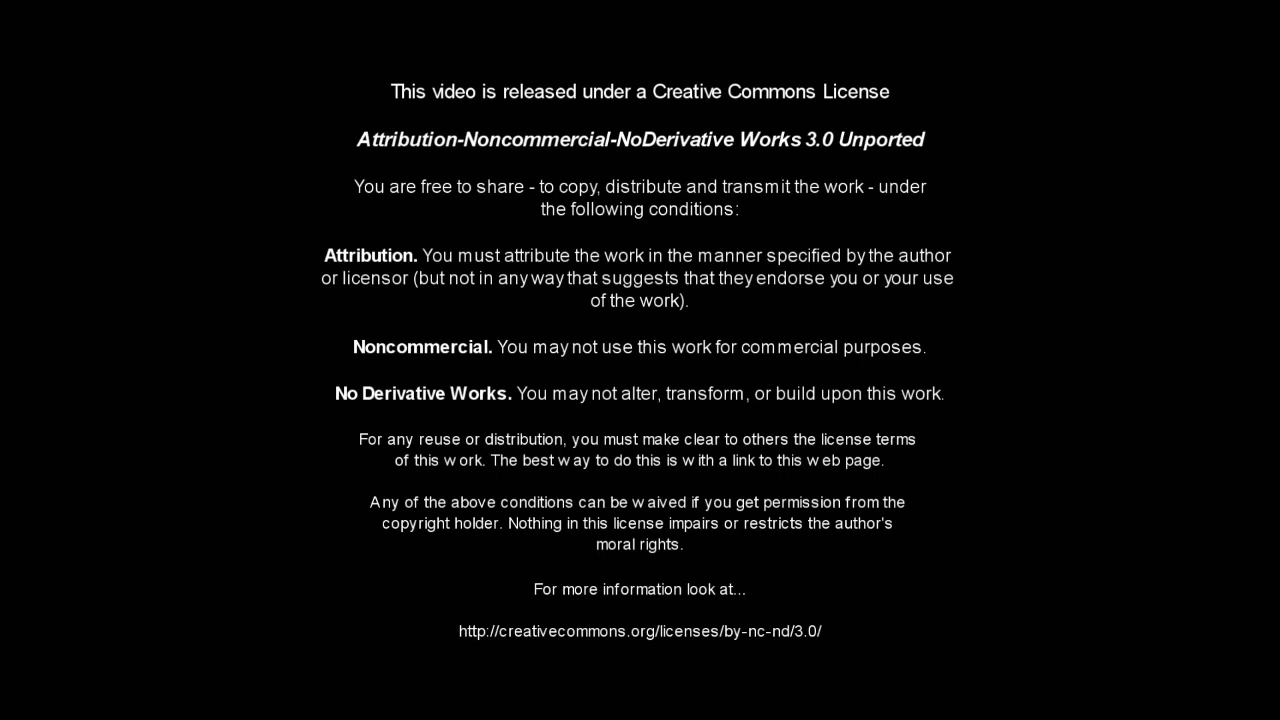 This video is released under a Creative Commons License
Attribution-Noncommercial-NoDerivative Works 3.0 Unported
You are free to share - to copy, distribute and transmit the work - under
the following conditions:
Attribution. You must attribute the work in the manner specified by the author
or licensor (but not in any way that suggests that they endorse you or your use
of the work).
Noncommercial. You may not use this work for commercial purposes.
No Derivative Works. You may not alter, transform, or build upon this work.
For any reuse or distribution, you must make clear to others the license terms
of this work. The best way to do this is with a link to this web page.
Any of the above conditions can be waived if you get permission from the
copyright holder. Nothing in this license impairs or restricts the author's
moral rights.
For more information look at...
http://creativecommons.org/licenses/by-nc-nd/3.0/